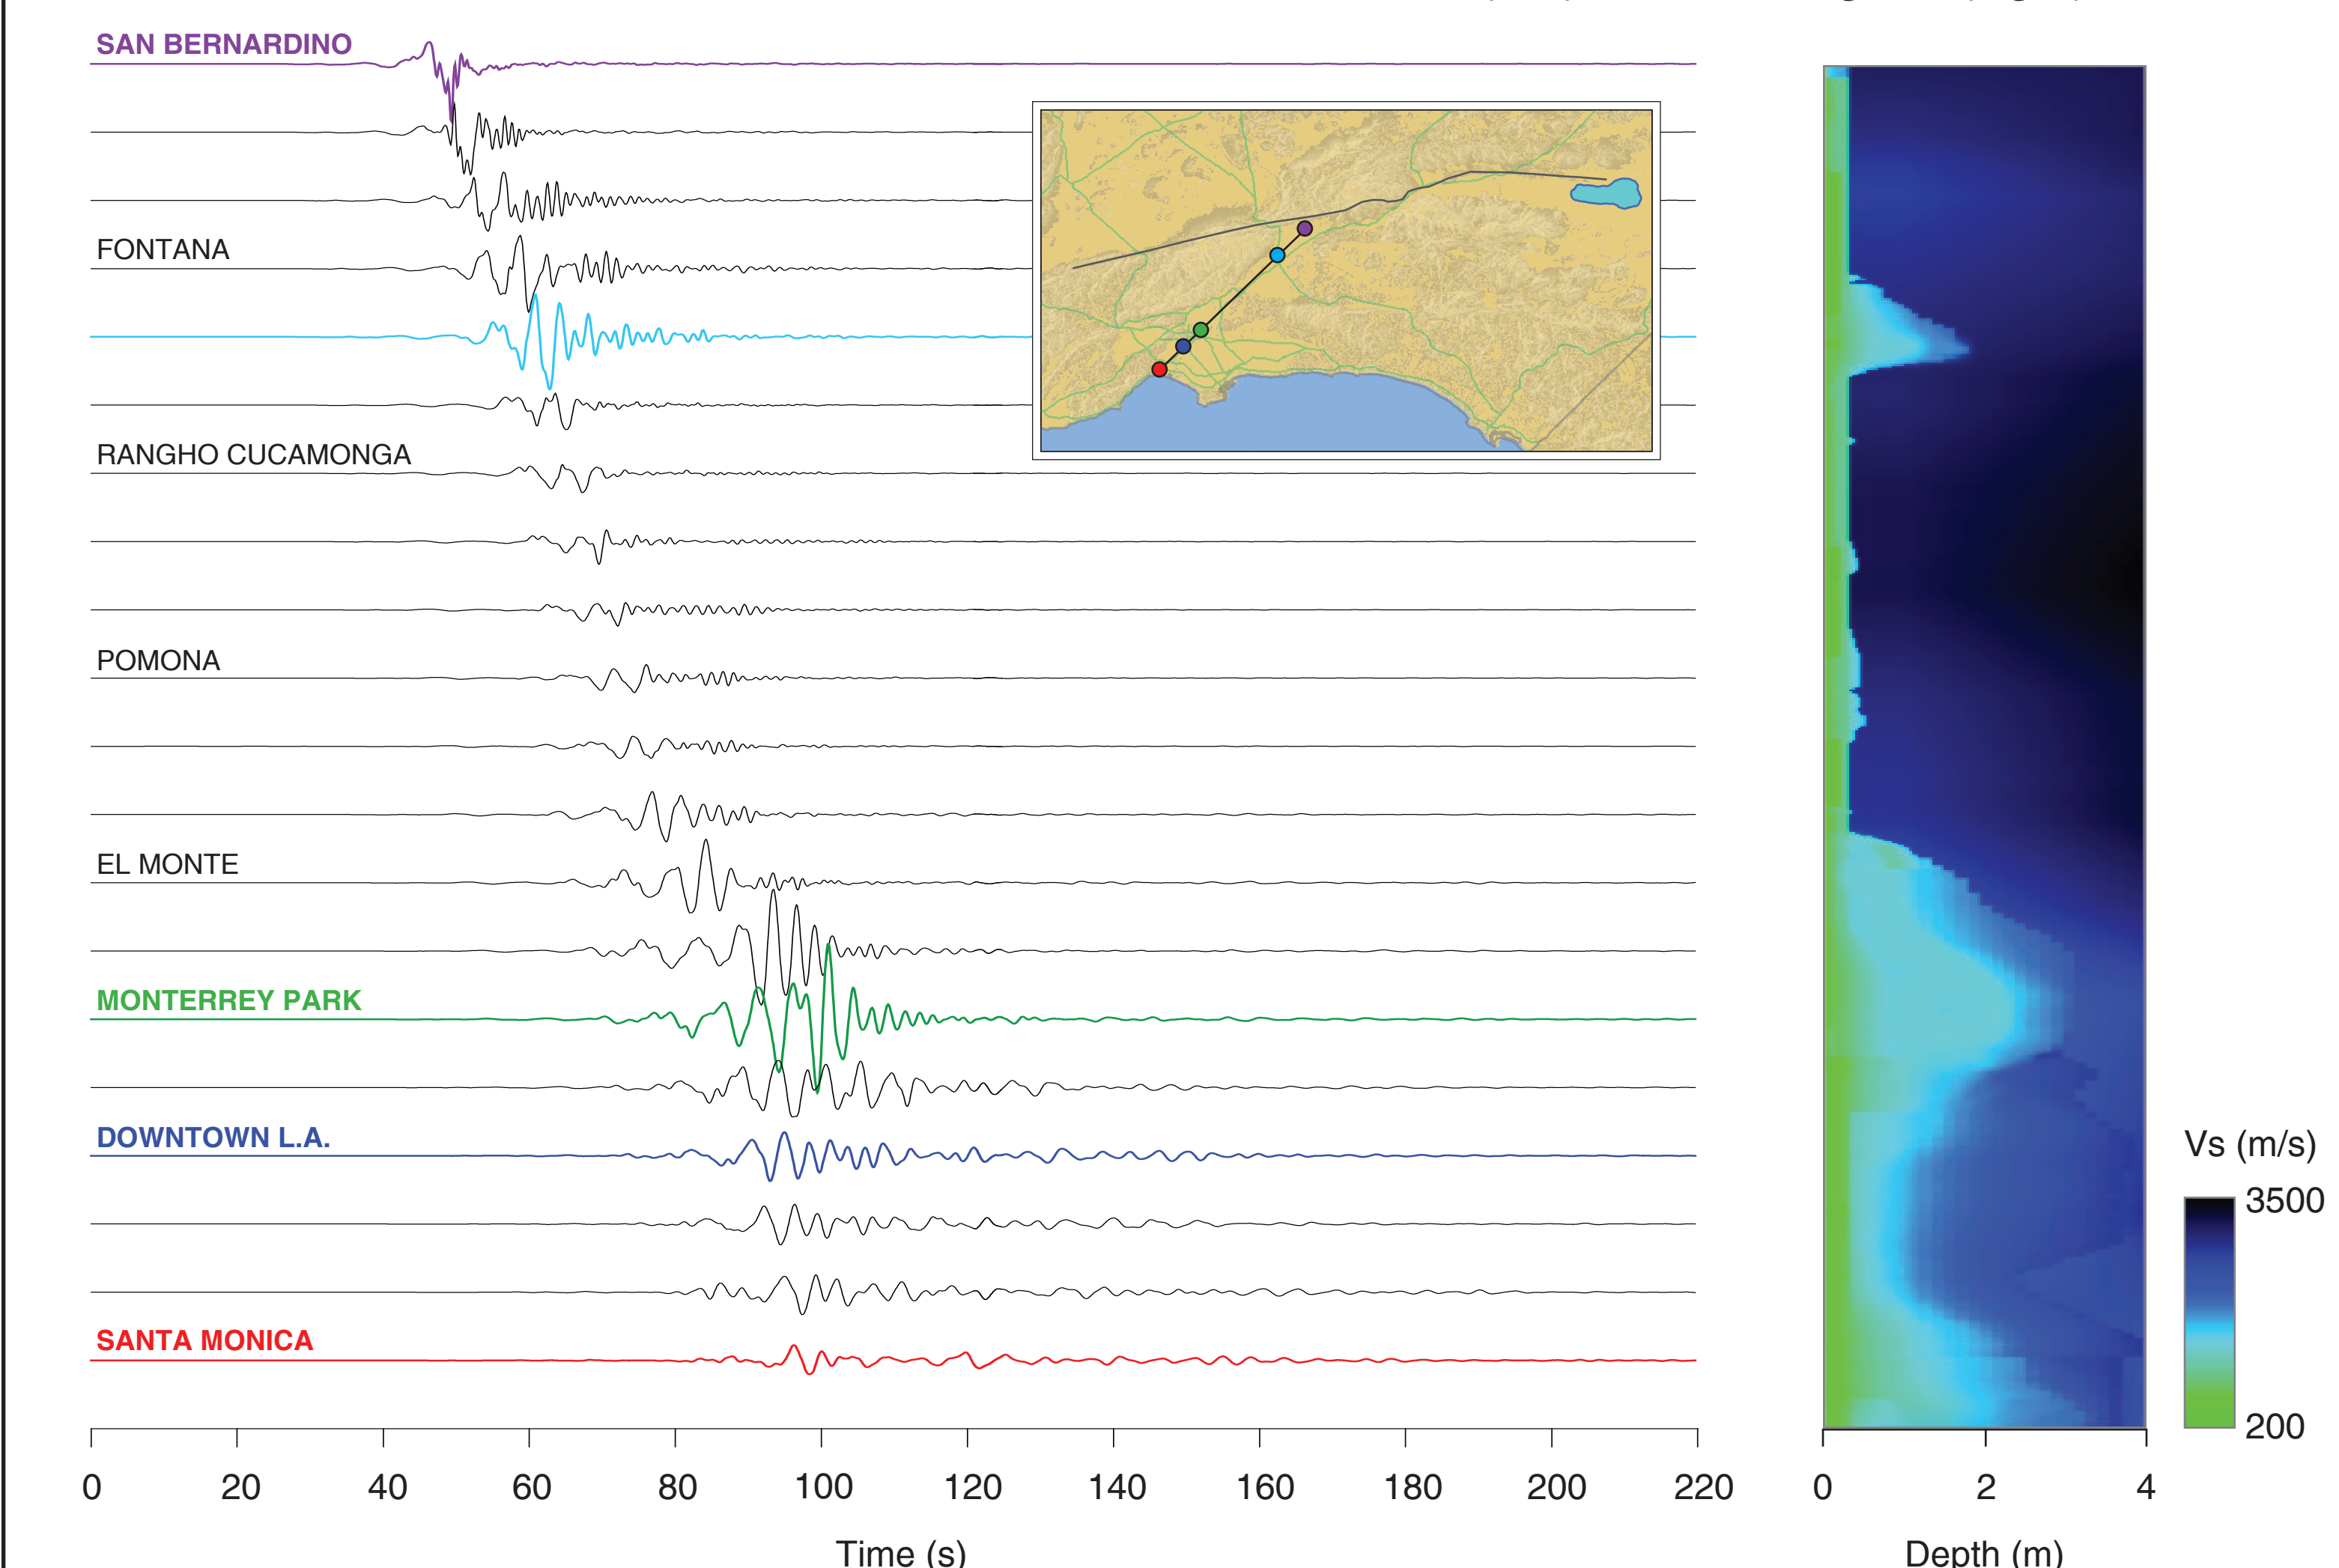 SAN BERNARDINO
FONTANA
RANGHO CUCAMONGA
POMONA
EL MONTE
MONTERREY PARK
DOWNTOWN L.A.
SANTA MONICA
0 20 40 60 80 100 120 140 160 180 200 220
Time (s)
0 2 4
Depth (m)
Vs (m/s)
3500
200